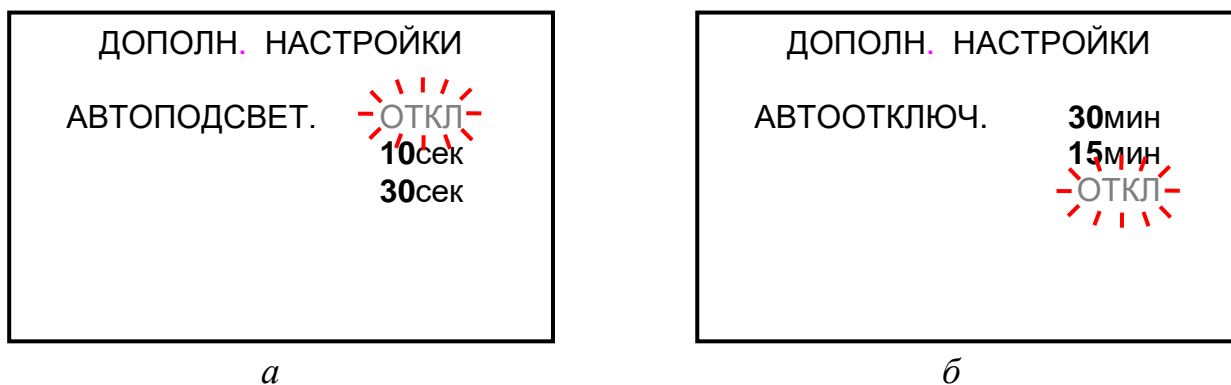 ДОПОЛН. НАСТРОЙКИ
АВТОПОДСВЕТ. ОТКЛ
10сек
30сек
а
ДОПОЛН. НАСТРОЙКИ
АВТООТКЛЮЧ. 30мин
15мин
ОТКЛ
б